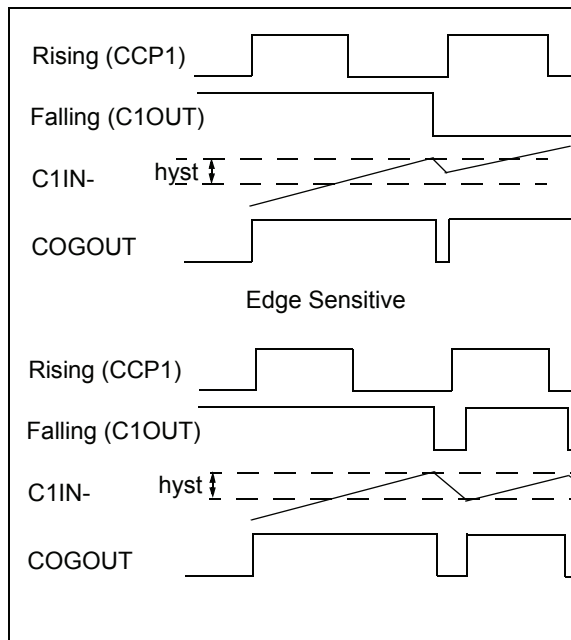 Rising (CCP1)
Falling (C1OUT)
hyst
C1IN-
COGOUT
Edge Sensitive
Rising (CCP1)
Falling (C1OUT)
hyst
C1IN-
COGOUT